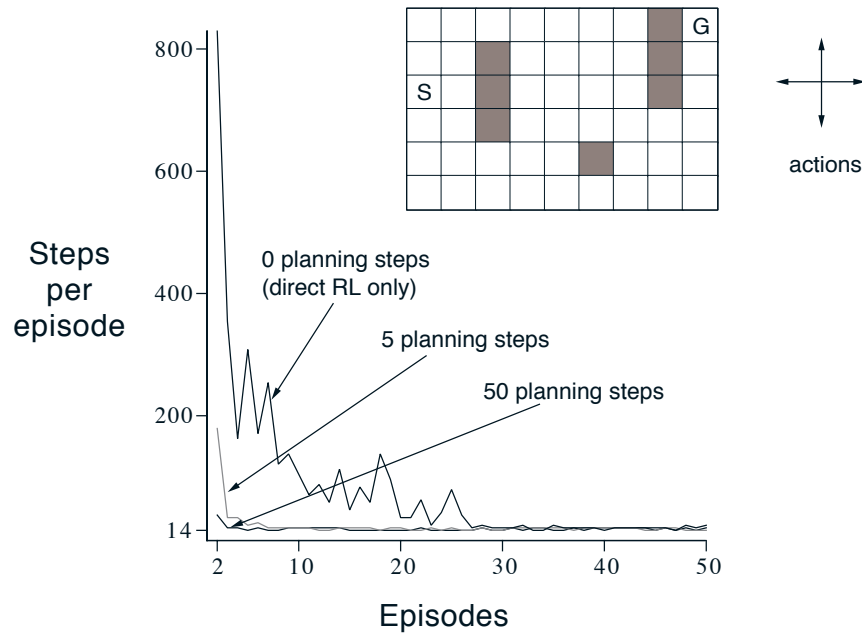 800
600
400
200
14
Steps
per
episode
G
S
actions
0 planning steps
(direct RL only)
5 planning steps
50 planning steps
2
10
20
30
40
50
Episodes